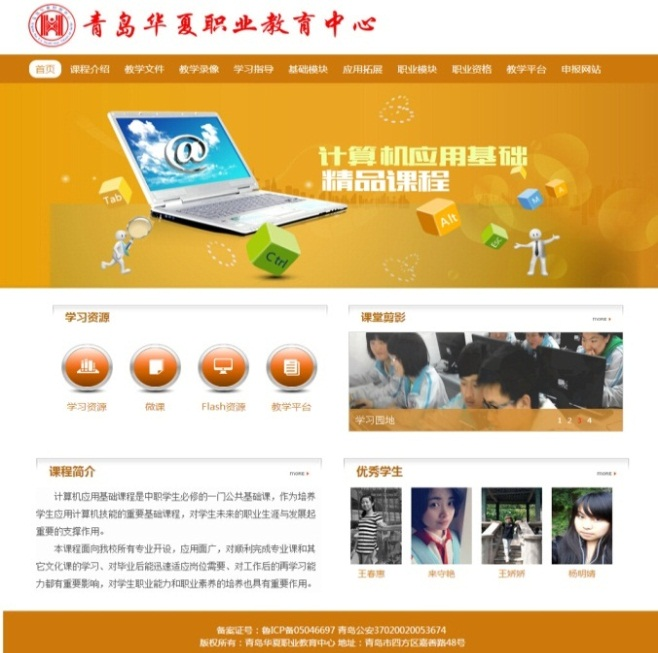 青岛华夏职业教育中心
首页 课程介绍 教学文件 教学录像 学习指导 基础模块 应用拓展 职业模块 职业资格 教学平台 申报网站
计算机应用基础
精品课程
Tab
Ctrl
Alt
Esc
M
A
学习资源
学习资源 微课 Flash资源 教学平台
课堂剪影 more
学习园地 1 2 3 4
课程简介 more
计算机应用基础课程是中职学生必修的一门公共基础课，作为培养
学生应用计算机技能的重要基础课程，对学生未来的职业生涯与发展起
重要的支撑作用。
本课程面向我校所有专业开设，应用面广，对顺利完成专业课和其
它文化课的学习、对毕业后能迅速适应岗位需要、对工作后的再学习能
力都有重要影响，对学生职业能力和职业素养的培养也具有重要作用。
优秀学生 more
王春惠 来守艳 王娇娇 杨明晴
备案证号：鲁ICP备05046697 青岛公安37020020053674
版权所有：青岛华夏职业教育中心 地址：青岛市四方区嘉善路48号